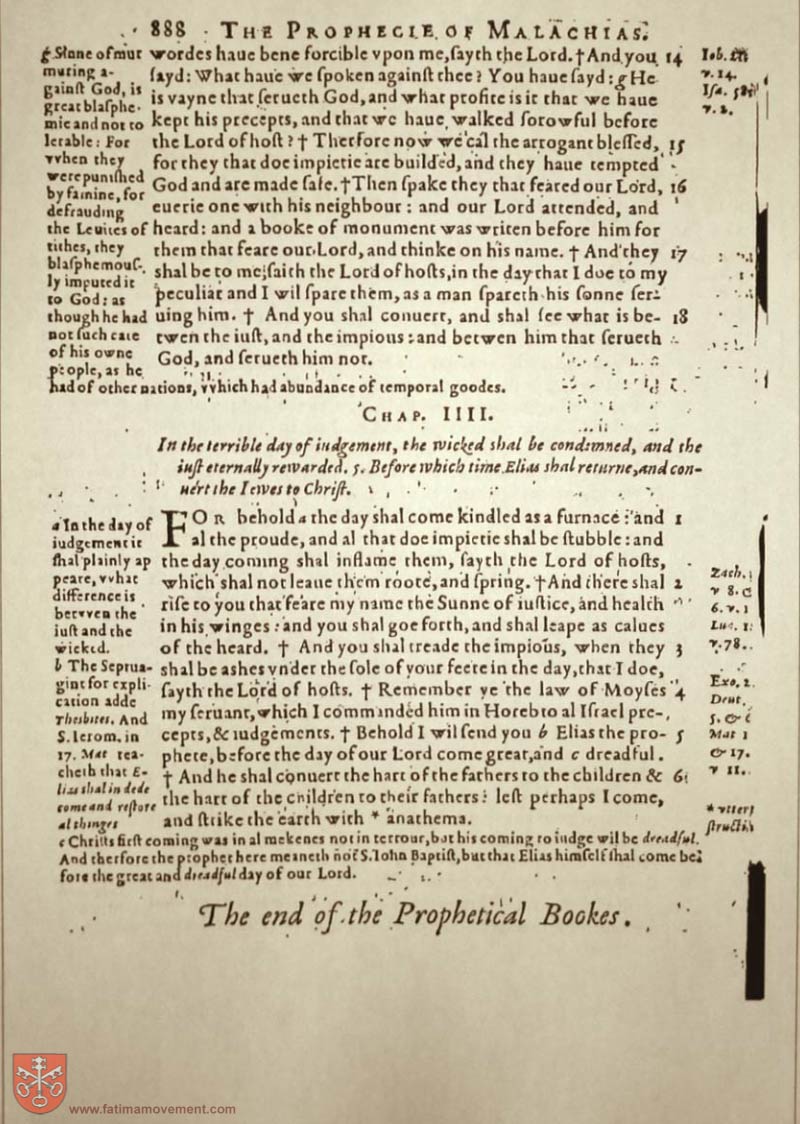 888 THE PROPHECIE OF MALACHIAS.
g Slane of mur
muring a-
gainſt God, is
great blaſphe-
mie and not to
lerable: For
vvhen they
were puniſhed
by famine, for
defrauding
the Leuites of
tithes, they
blaſphemouſ-
ly imputed it
to God: as
though he had
not ſuch care
of his owne
people, as he
had of other nations, vvhich had abundance of temporal goodes.
wordes haue bene forcible vpon me, ſayth the Lord. † And you 14
ſayd: What haue we ſpoken againſt thee? You haue ſayd: g He
is vayne that ſerueth God, and what profite is it that we haue
kept his precepts, and that we haue walked ſorowful before
the Lord of hoſt? † Therfore now we cal the arrogant bleſſed, 15
for they that doe impietie are builded, and they haue tempted
God and are made ſafe. † Then ſpake they that feared our Lord, 16
euerie one with his neighbour: and our Lord attended, and
heard: and a booke of monument was writen before him for
them that feare our Lord, and thinke on his name. † And they 17
shal be to me, ſaith the Lord of hoſts, in the day that I doe to my
peculiar: and I wil ſpare them, as a man ſpareth his ſonne ſer-
uing him. † And you shal conuert, and shal ſee what is be- 18
twen the iuſt, and the impious: and betwen him that ſerueth
God, and ſerueth him not.
Iob.
v. 14.
Iſa. 58
v. 2.
CHAP. IIII.
In the terrible day of iudgement, the wicked shal be condemned, and the
iuſt eternally rewarded. 5. Before which time Elias shal returne, and con-
uert the Iewes to Chriſt.
a In the day of
iudgement it
ſhal plainly ap
peare, vvhat
difference is
betvven the
iuſt and the
wicked.
b The Septua-
gint for expli-
cation adde
Thesbites. And
S. Ierom. in
17. Mat tea-
cheth that E-
lias shal in dede
come and reſtore
al thinges
FOR behold a the day shal come kindled as a furnace: and 1
al the proude, and al that doe impietie shal be ſtubble: and
the day coming shal inflame them, ſayth the Lord of hoſts,
which shal not leaue them roote, and ſpring. † And there shal 2
riſe to you that feare my name the Sunne of iuſtice, and health
in his winges: and you shal goe forth, and shal leape as calues
of the heard. † And you shal treade the impious, when they 3
shal be ashes vnder the ſole of your feete in the day, that I doe,
ſayth the Lord of hoſts. † Remember ye the law of Moyſes 4
my ſeruant, which I commanded him in Horeb to al Iſrael pre-
cepts, & iudgements. † Behold I wil ſend you b Elias the pro- 5
phete, before the day of our Lord come great, and c dreadful.
† And he shal conuert the hart of the fathers to the children & 6
the hart of the children to their fathers: leſt perhaps I come,
and ſtrike the earth with * anathema.
Zach.
v 8.
6. v. 1
Luc. 1.
v. 78.
Exo. 2
Deut.
5. &
Mat 1
& 17.
v 11.
* vtter
ſtructiō
c Chriſts firſt coming was in al mekenes not in terrour, but his coming to iudge wil be dreadful.
And therfore the prophet here meaneth not S. Iohn Baptiſt, but that Elias himſelf ſhal come be-
fore the great and dreadful day of our Lord.
The end of the Prophetical Bookes.
www.fatimamovement.com